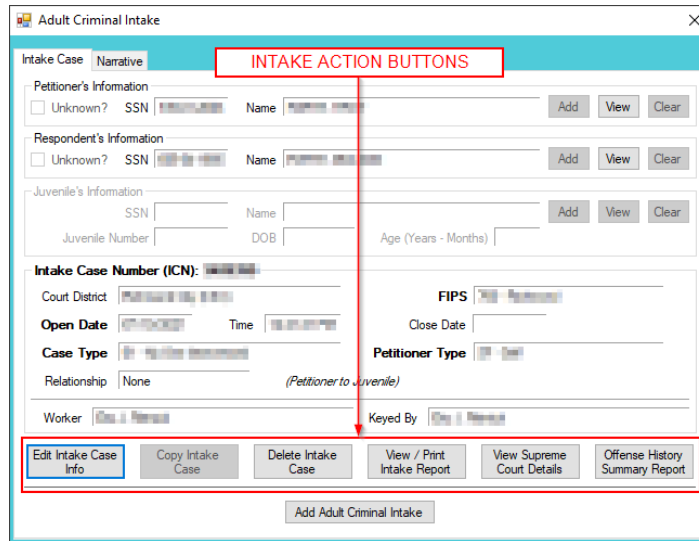 Adult Criminal Intake
Intake Case Narrative
INTAKE ACTION BUTTONS
Petitioner's Information
Unknown? SSN Name Add View Clear
Respondent's Information
Unknown? SSN Name Add View Clear
Juvenile's Information
SSN Name Add View Clear
Juvenile Number DOB Age (Years - Months)
Intake Case Number (ICN):
Court District FIPS
Open Date Time Close Date
Case Type Petitioner Type
Relationship None (Petitioner to Juvenile)
Worker Keyed By
Edit Intake Case Copy Intake Delete Intake View / Print View Supreme Offense History
Info Case Case Intake Report Court Details Summary Report
Add Adult Criminal Intake